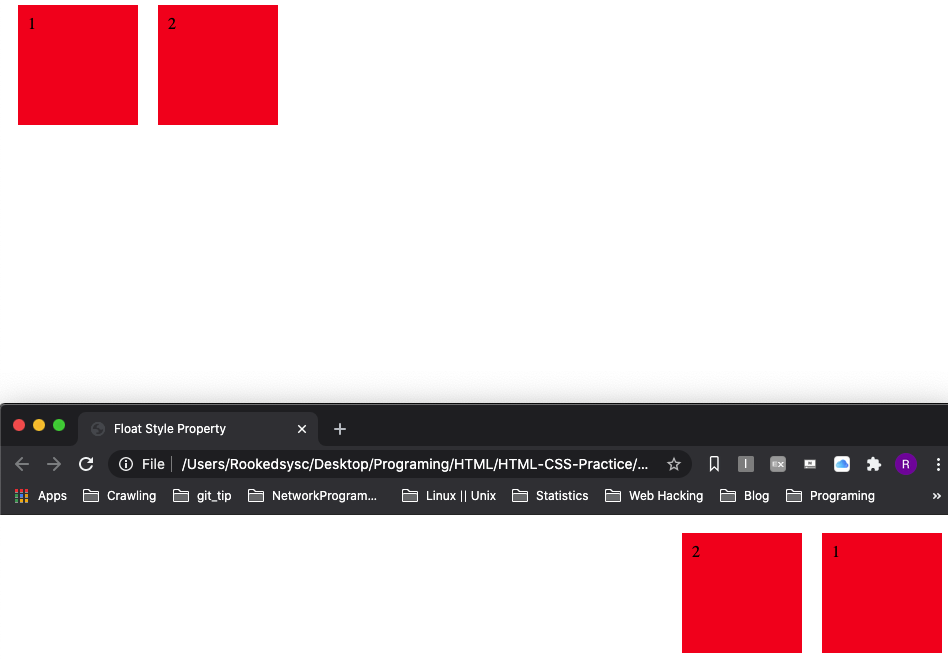 1 2
Float Style Property
File /Users/Rookedsysc/Desktop/Programing/HTML/HTML-CSS-Practice/... R
Apps Crawling git_tip NetworkProgram... Linux || Unix Statistics Web Hacking Blog Programing »
2 1